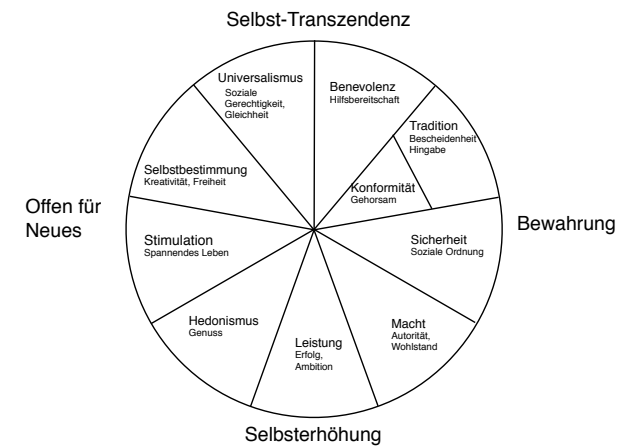 Selbst-Transzendenz
Universalismus
Soziale
Gerechtigkeit,
Gleichheit
Benevolenz
Hilfsbereitschaft
Tradition
Bescheidenheit
Hingabe
Selbstbestimmung
Kreativität, Freiheit
Konformität
Gehorsam
Offen für
Neues
Bewahrung
Stimulation
Spannendes Leben
Sicherheit
Soziale Ordnung
Hedonismus
Genuss
Macht
Autorität,
Wohlstand
Leistung
Erfolg,
Ambition
Selbsterhöhung